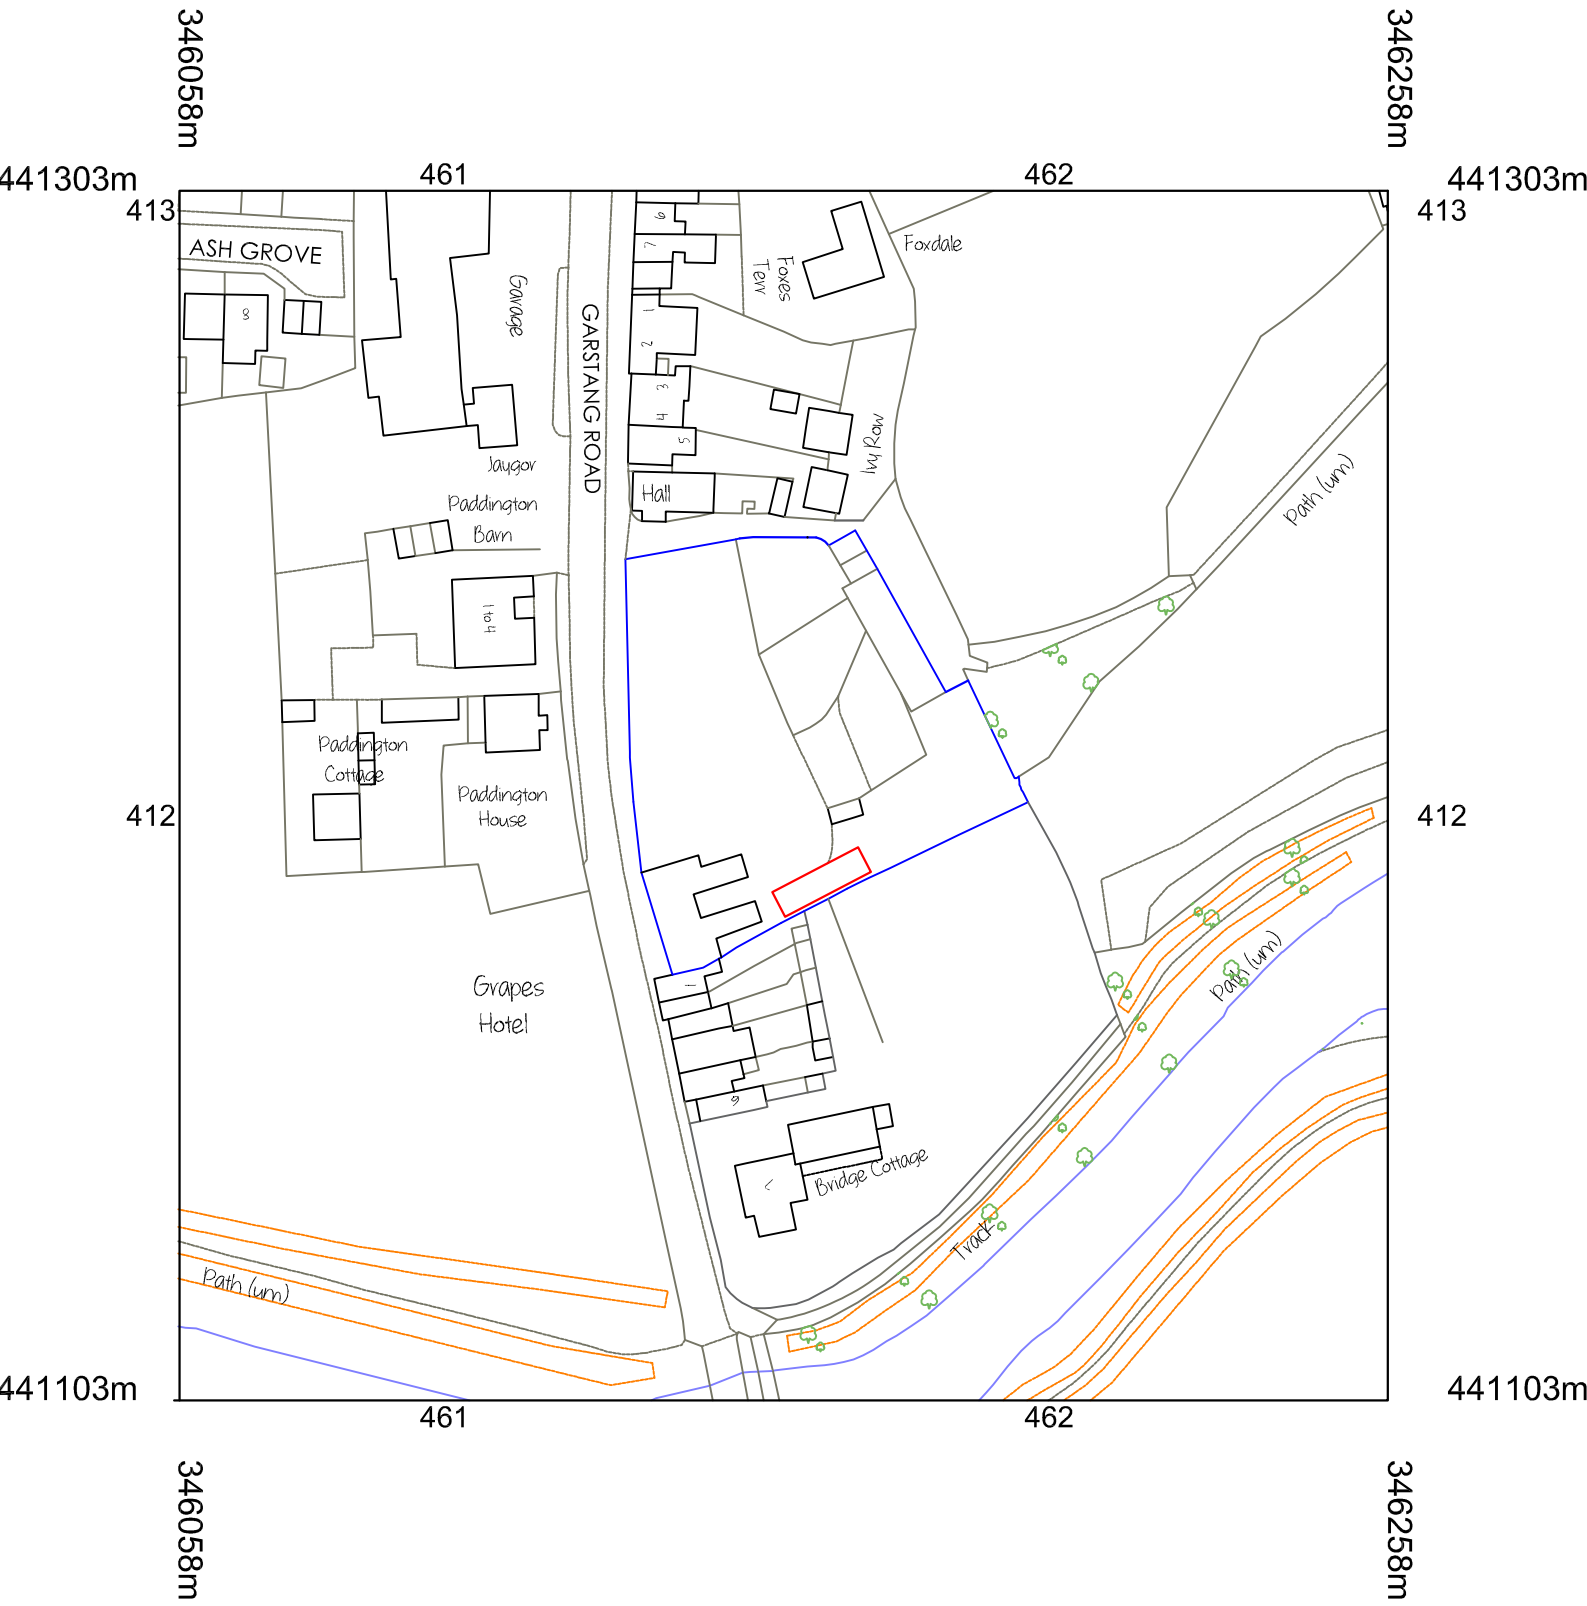 346058m
346258m
441303m
461
462
441303m
413
413
ASH GROVE
Foxdale
Foxes
Terr
Garage
GARSTANG ROAD
6
7
8
1
2
3
4
5
Ivy Row
Jaygor
Hall
Path (um)
Paddington
Barn
1 to 4
Paddington
Cottage
Paddington
House
412
412
Grapes
Hotel
1
Path (um)
9
Bridge Cottage
Track
Path (um)
441103m
461
462
441103m
346058m
346258m